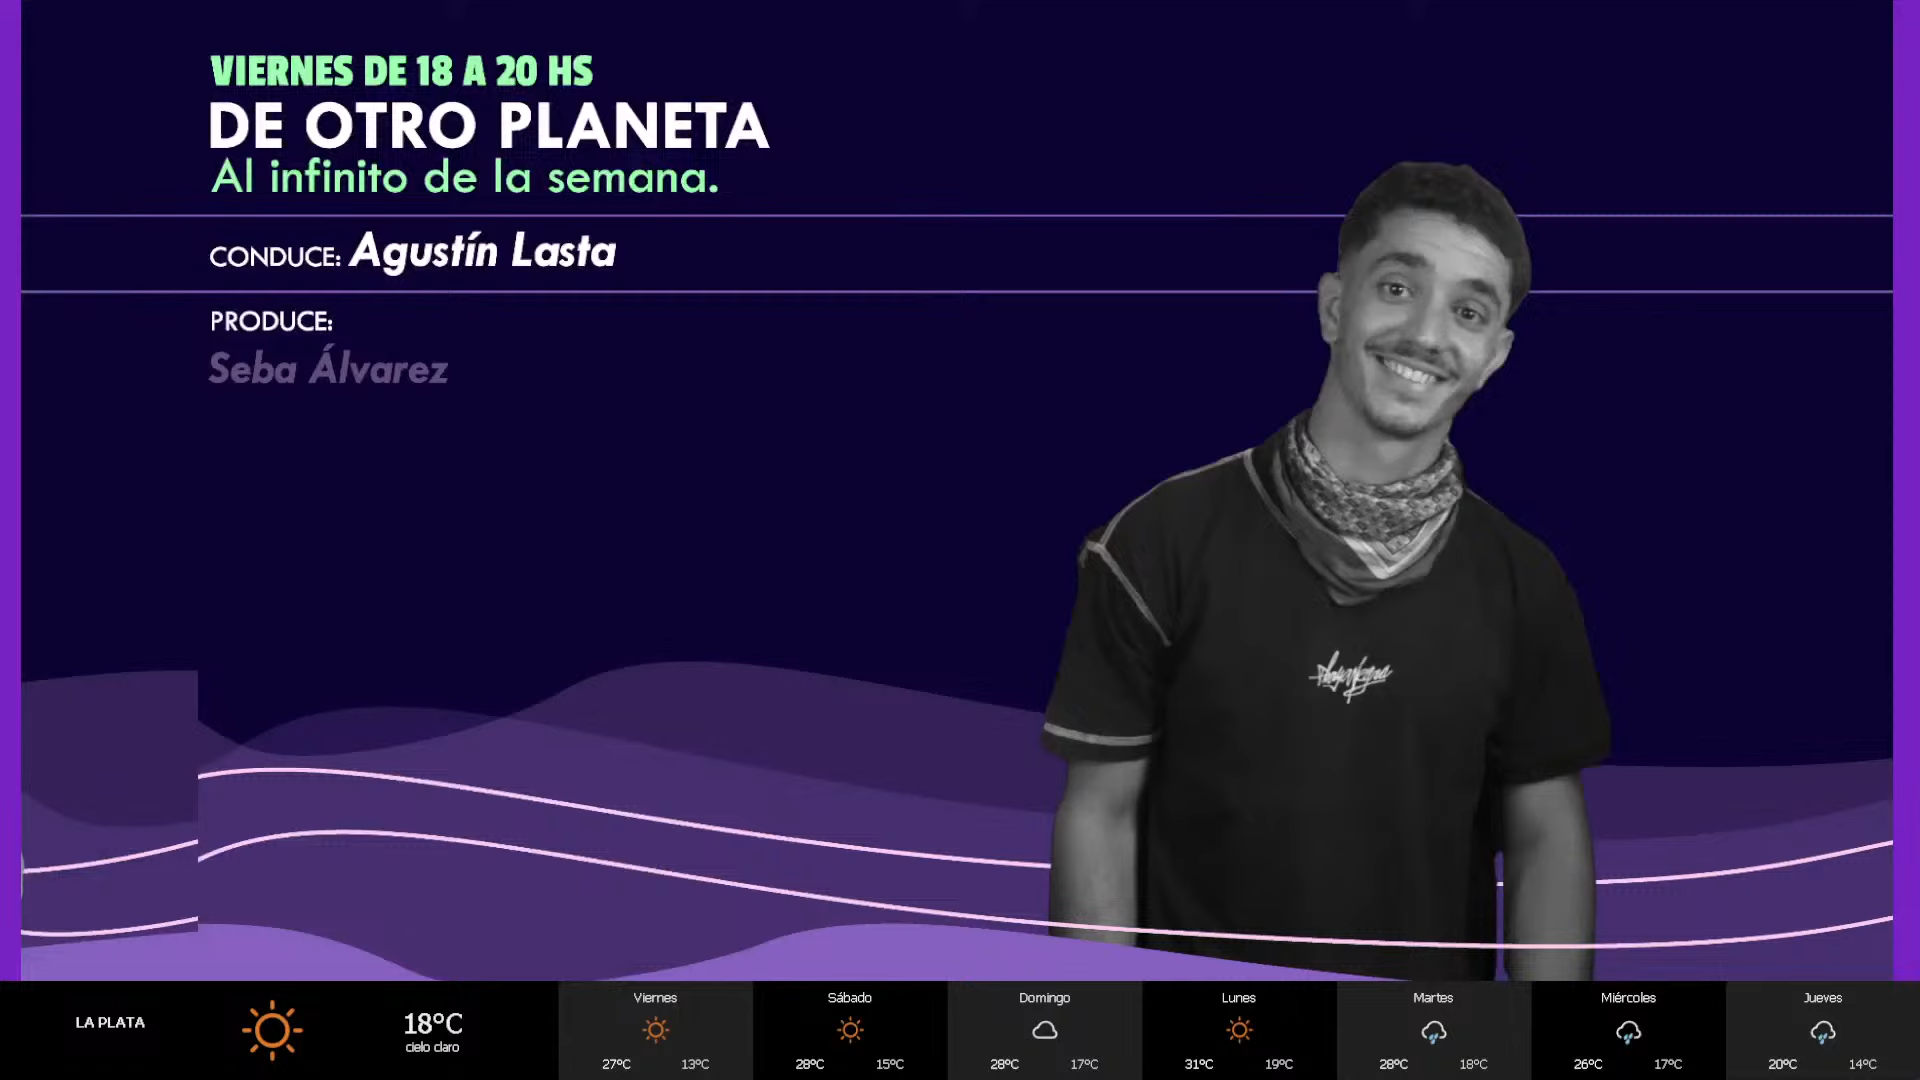 VIERNES DE 18 A 20 HS
DE OTRO PLANETA
Al infinito de la semana.
CONDUCE: Agustín Lasta
PRODUCE:
Seba Álvarez
LA PLATA
18°C
cielo claro
Viernes
27°C 13°C
Sábado
28°C 15°C
Domingo
28°C 17°C
Lunes
31°C 19°C
Martes
28°C 18°C
Miércoles
26°C 17°C
Jueves
20°C 14°C